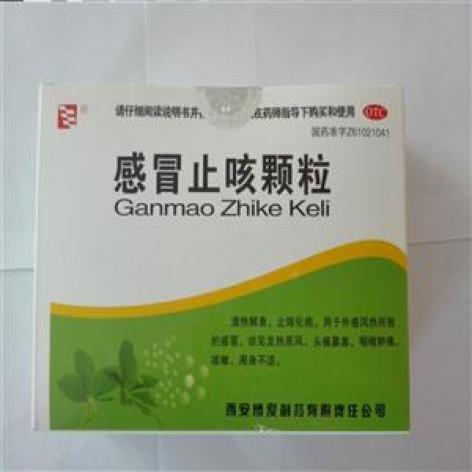 请仔细阅读说明书并在药师指导下购买和使用
OTC
国药准字Z61021041
感冒止咳颗粒
Ganmao Zhike Keli
清热解表，止咳化痰。用于外感风热所致
的感冒，症见发热恶风，头痛鼻塞，咽喉肿痛，
咳嗽，周身不适。
西安博爱制药有限责任公司